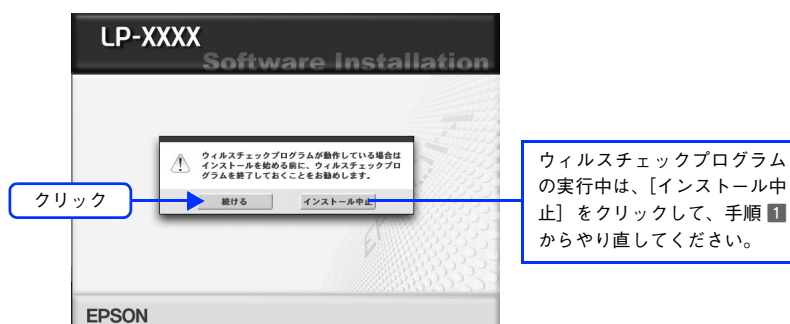 LP-XXXX
Software Installation
ウィルスチェックプログラムが動作している場合は
インストールを始める前に、ウィルスチェックプロ
グラムを終了しておくことをお勧めします。
続ける
インストール中止
クリック
ウィルスチェックプログラム
の実行中は、［インストール中
止］をクリックして、手順 1
からやり直してください。
EPSON